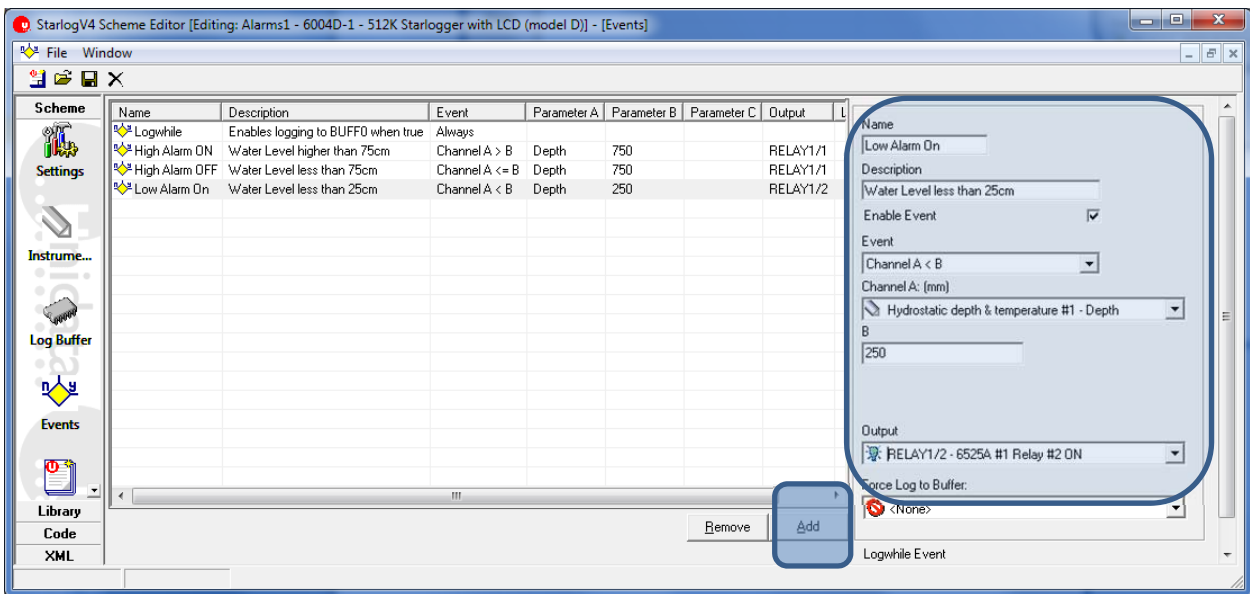 StarlogV4 Scheme Editor [Editing: Alarms1 - 6004D-1 - 512K Starlogger with LCD (model D)] - [Events]
File Window
Scheme
Settings
Instrume...
Log Buffer
Events
Library
Code
XML
Name Description Event Parameter A Parameter B Parameter C Output L
Logwhile Enables logging to BUFF0 when true Always
High Alarm ON Water Level higher than 75cm Channel A > B Depth 750 RELAY1/1
High Alarm OFF Water Level less than 75cm Channel A <= B Depth 750 RELAY1/1
Low Alarm On Water Level less than 25cm Channel A < B Depth 250 RELAY1/2
Remove Add
Name
Low Alarm On
Description
Water Level less than 25cm
Enable Event
Event
Channel A < B
Channel A: (mm)
Hydrostatic depth & temperature #1 - Depth
B
250
Output
RELAY1/2 - 6525A #1 Relay #2 ON
Force Log to Buffer:
<None>
Logwhile Event